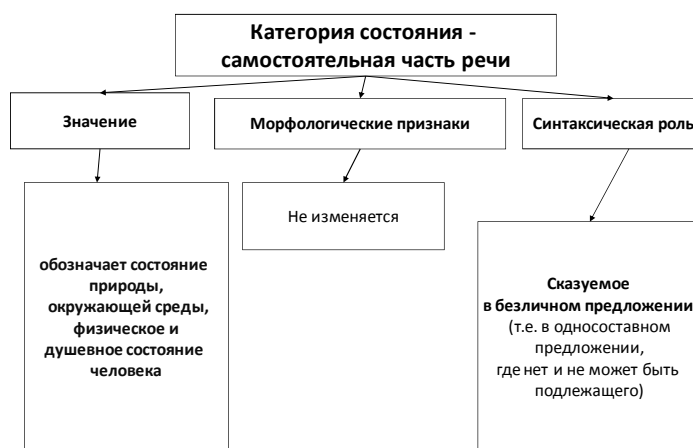 Категория состояния -
самостоятельная часть речи
Значение
Морфологические признаки
Синтаксическая роль
обозначает состояние
природы,
окружающей среды,
физическое и
душевное состояние
человека
Не изменяется
Сказуемое
в безличном предложении
(т.е. в односоставном
предложении,
где нет и не может быть
подлежащего)